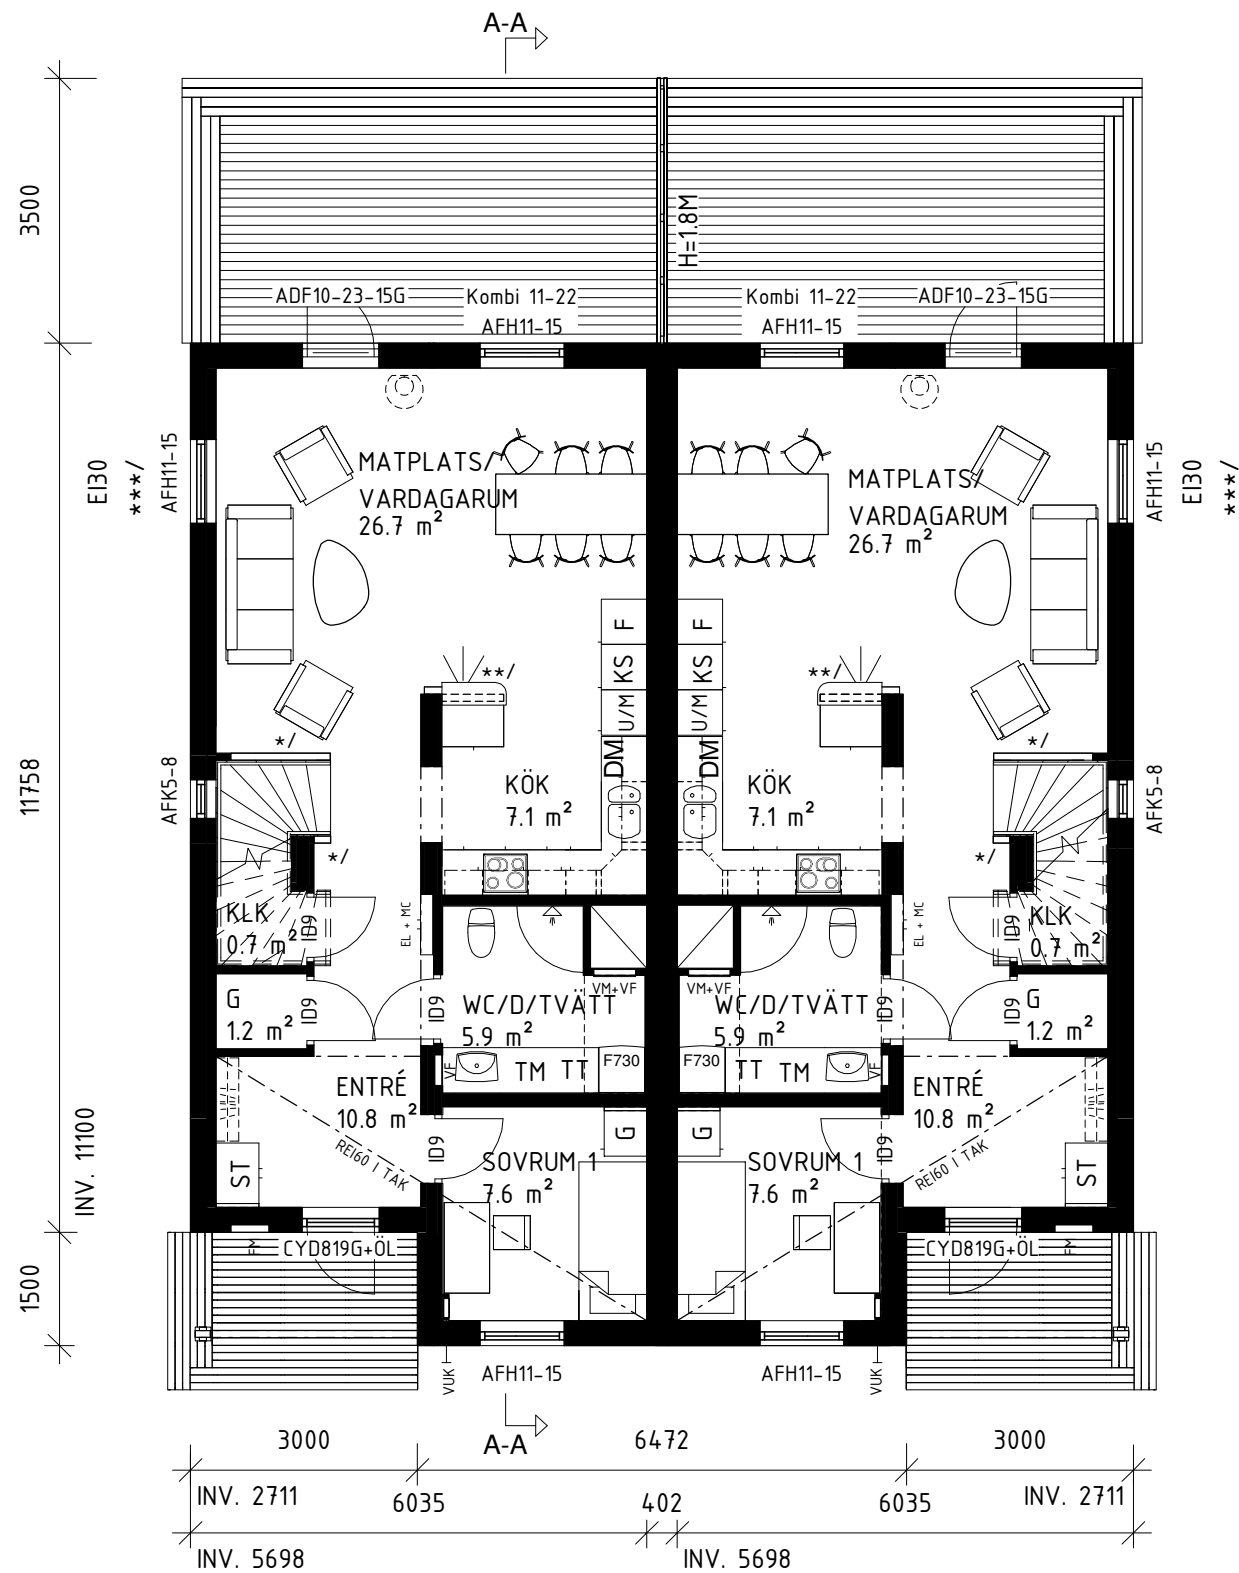 A-A
3500
H=1.8M
ADF10-23-15G
Kombi 11-22
AFH11-15
Kombi 11-22
AFH11-15
ADF10-23-15G
EI30
***/
AFH11-15
MATPLATS/
VARDAGARUM
26.7 m²
MATPLATS/
VARDAGARUM
26.7 m²
AFH11-15
EI30
***/
F
KS
U/M
DM
F
KS
U/M
DM
**/
**/
*/
*/
11758
AFK5-8
KÖK
7.1 m²
KÖK
7.1 m²
AFK5-8
*/
*/
KLK
0.7 m²
ID9
EL + MC
EL + MC
ID9
KLK
0.7 m²
VM+VF
VM+VF
G
1.2 m²
ID9
ID9
WC/D/TVÄTT
5.9 m²
WC/D/TVÄTT
5.9 m²
ID9
ID9
G
1.2 m²
VF
TM
TT
F730
F730
TT
TM
VF
ENTRÉ
10.8 m²
ENTRÉ
10.8 m²
INV. 11100
REI60 I TAK
ID9
G
G
ID9
REI60 I TAK
ST
SOVRUM 1
7.6 m²
SOVRUM 1
7.6 m²
ST
FM
CYD819G+ÖL
CYD819G+ÖL
FM
1500
VUK
AFH11-15
AFH11-15
VUK
A-A
3000
6472
3000
INV. 2711
6035
402
6035
INV. 2711
INV. 5698
INV. 5698